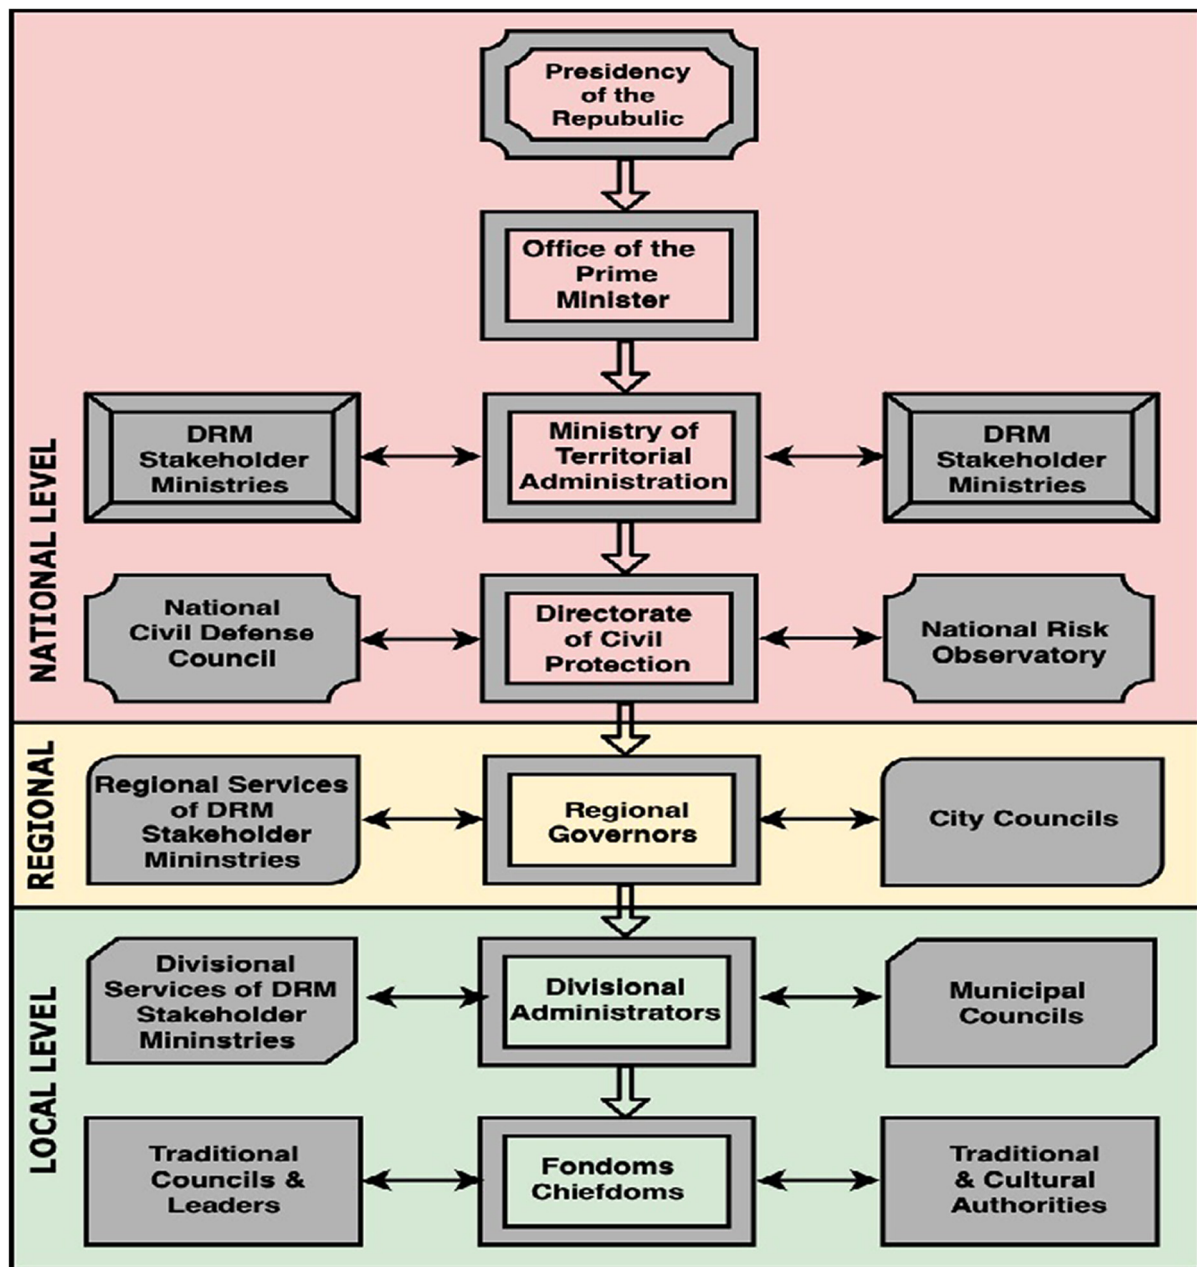 Presidency
of the
Repubulic
Office of the
Prime
Minister
DRM
Stakeholder
Ministries
Ministry of
Territorial
Administration
DRM
Stakeholder
Ministries
NATIONAL LEVEL
National
Civil Defense
Council
Directorate
of Civil
Protection
National Risk
Observatory
REGIONAL
Regional Services
of DRM
Stakeholder
Mininstries
Regional
Governors
City Councils
LOCAL LEVEL
Divisional
Services of DRM
Stakeholder
Mininstries
Divisional
Administrators
Municipal
Councils
Traditional
Councils &
Leaders
Fondoms
Chiefdoms
Traditional
& Cultural
Authorities